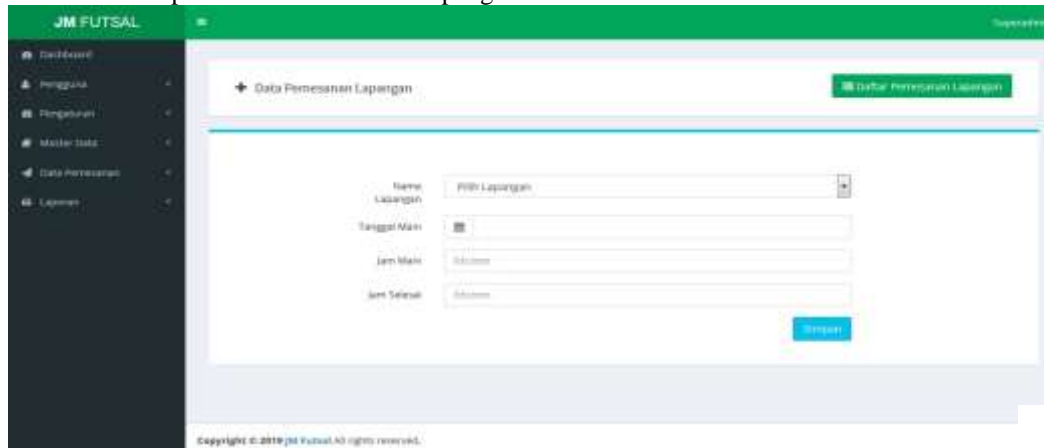 JM FUTSAL
Superadmin
Dashboard
Pengguna
Pengaturan
Master Data
Data Pemesanan
Laporan
Data Pemesanan Lapangan
Daftar Pemesanan Lapangan
Nama
Lapangan
Pilih Lapangan
Tanggal Main
Jam Main
Jam Selesai
Simpan
Copyright © 2019 JM Futsal All rights reserved.